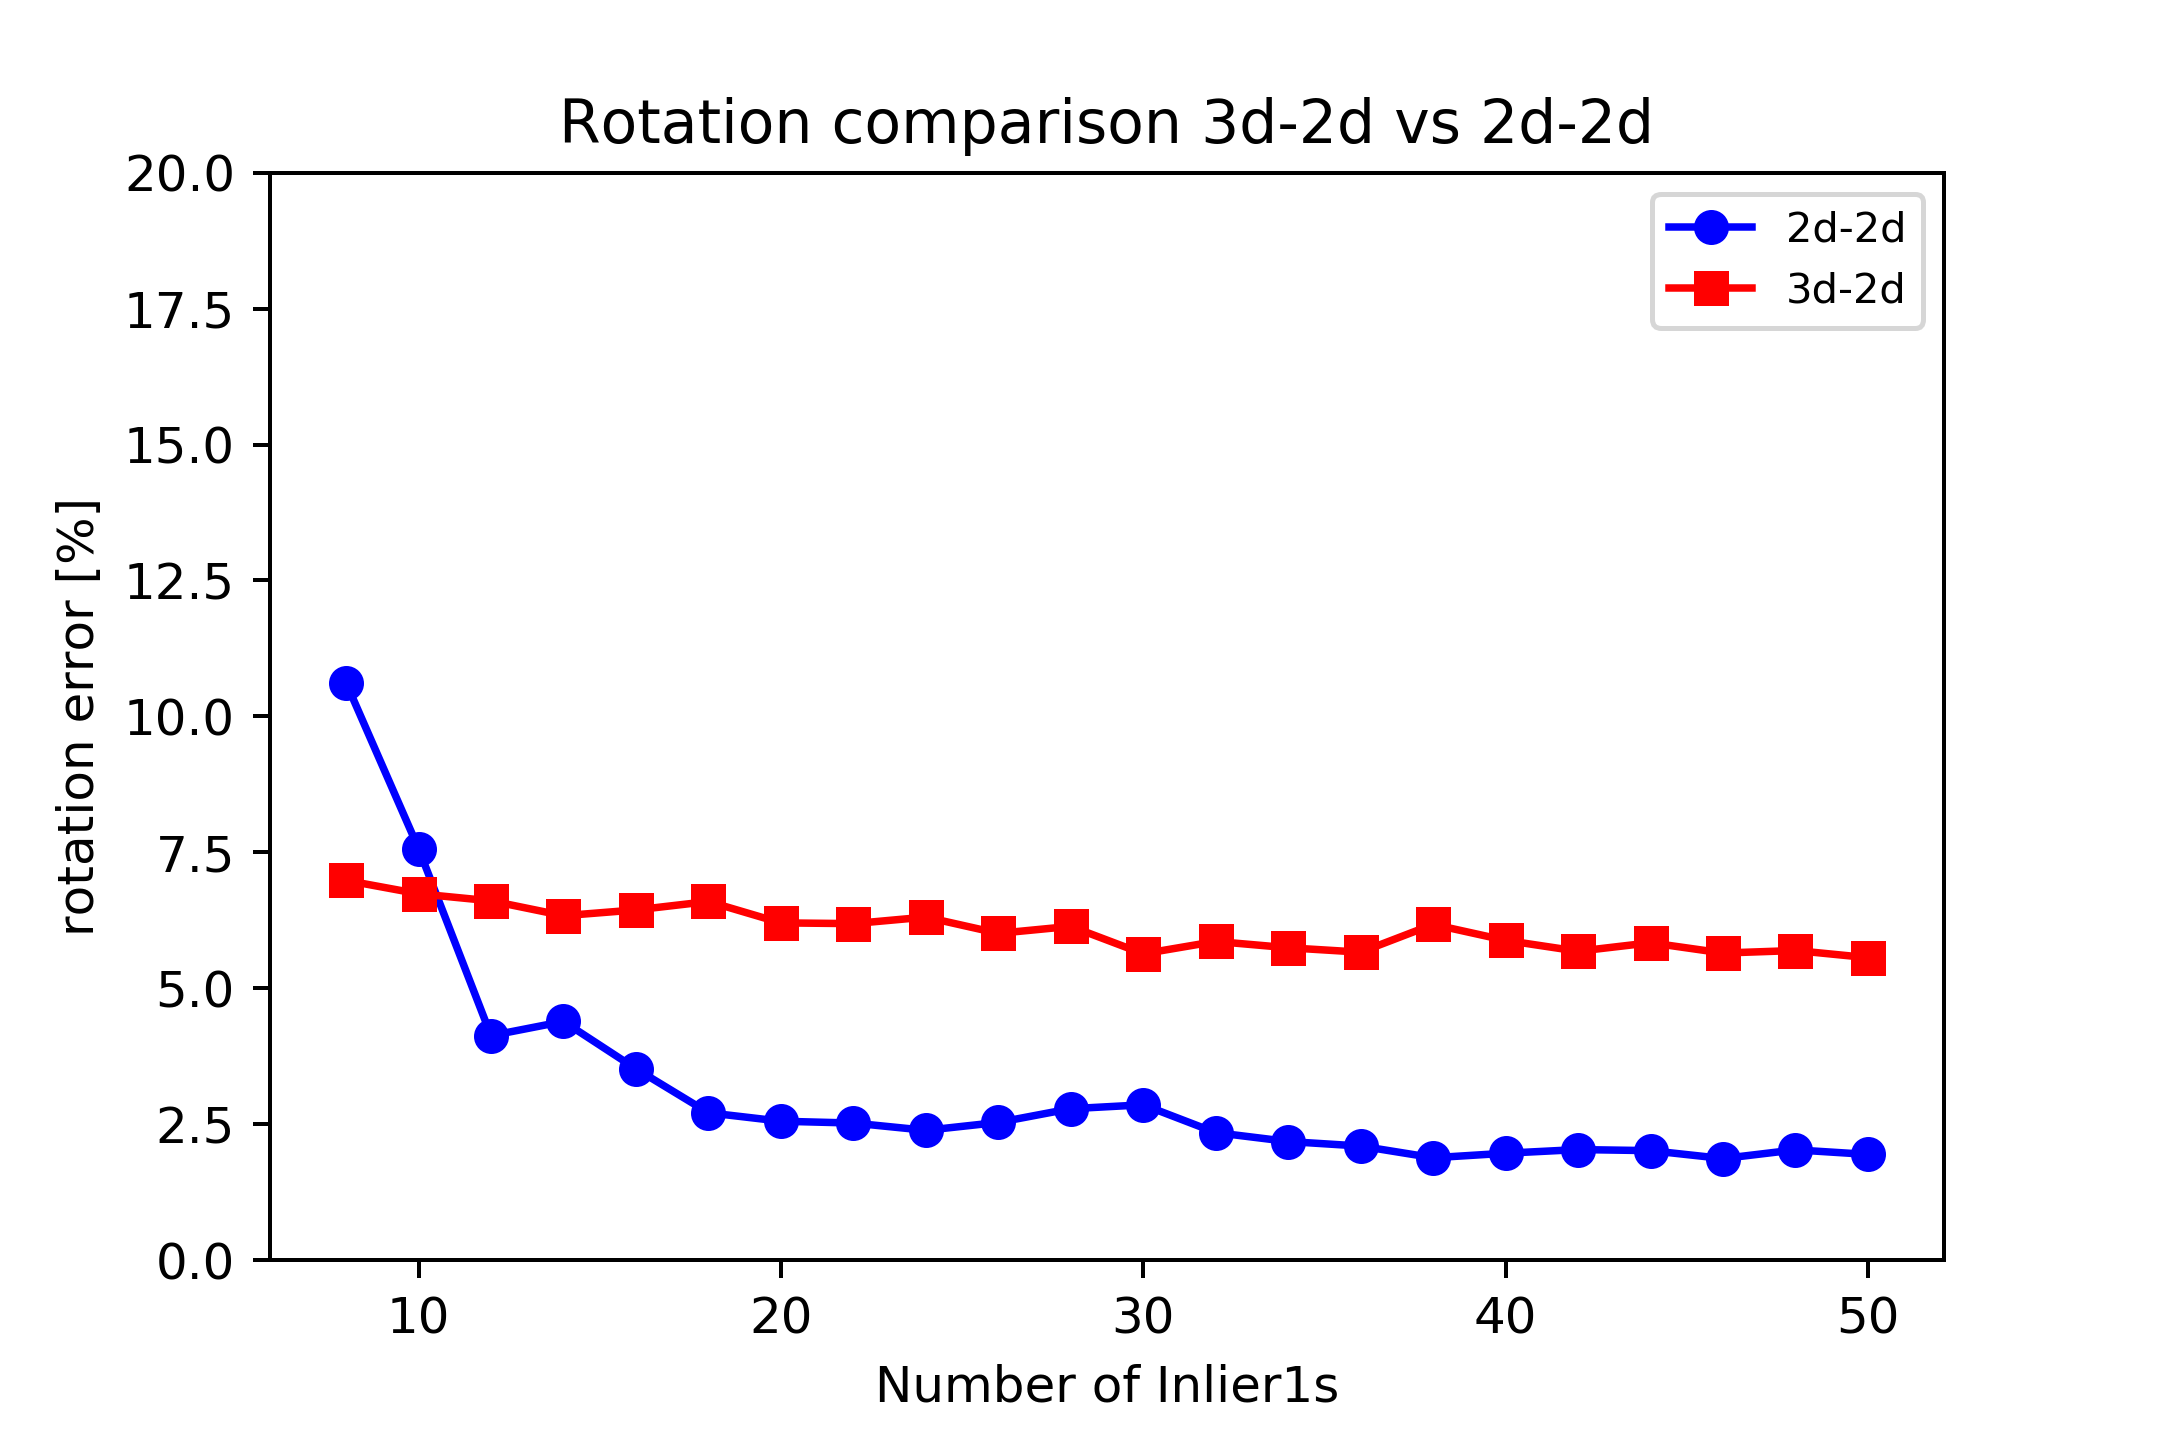 Rotation comparison 3d-2d vs 2d-2d
20.0
17.5
15.0
12.5
10.0
7.5
5.0
2.5
0.0
rotation error [%]
2d-2d
3d-2d
10 20 30 40 50
Number of Inlier1s